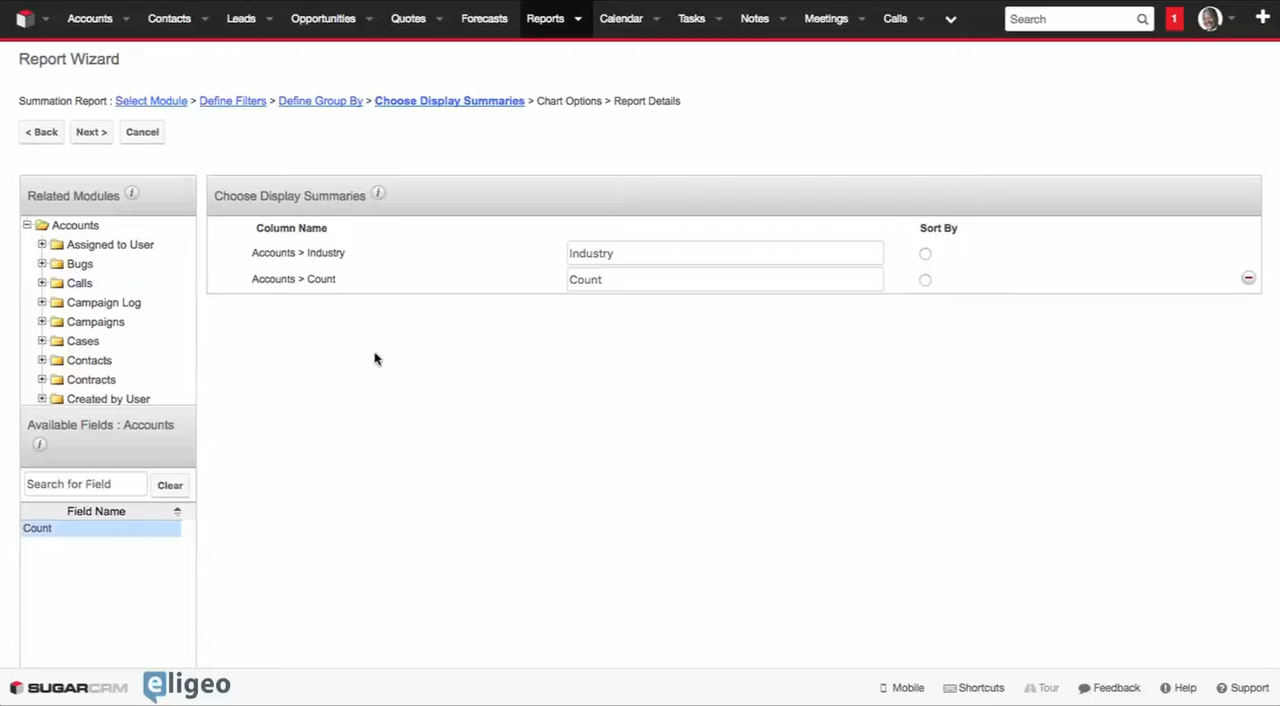 Accounts Contacts Leads Opportunities Quotes Forecasts Reports Calendar Tasks Notes Meetings Calls Search 1
Report Wizard
Summation Report : Select Module > Define Filters > Define Group By > Choose Display Summaries > Chart Options > Report Details
< Back Next > Cancel
Related Modules i
Accounts
Assigned to User
Bugs
Calls
Campaign Log
Campaigns
Cases
Contacts
Contracts
Created by User
Available Fields : Accounts
i
Search for Field Clear
Field Name
Count
Choose Display Summaries i
Column Name Sort By
Accounts > Industry Industry
Accounts > Count Count
SUGARCRM eligeo Mobile Shortcuts Tour Feedback Help Support